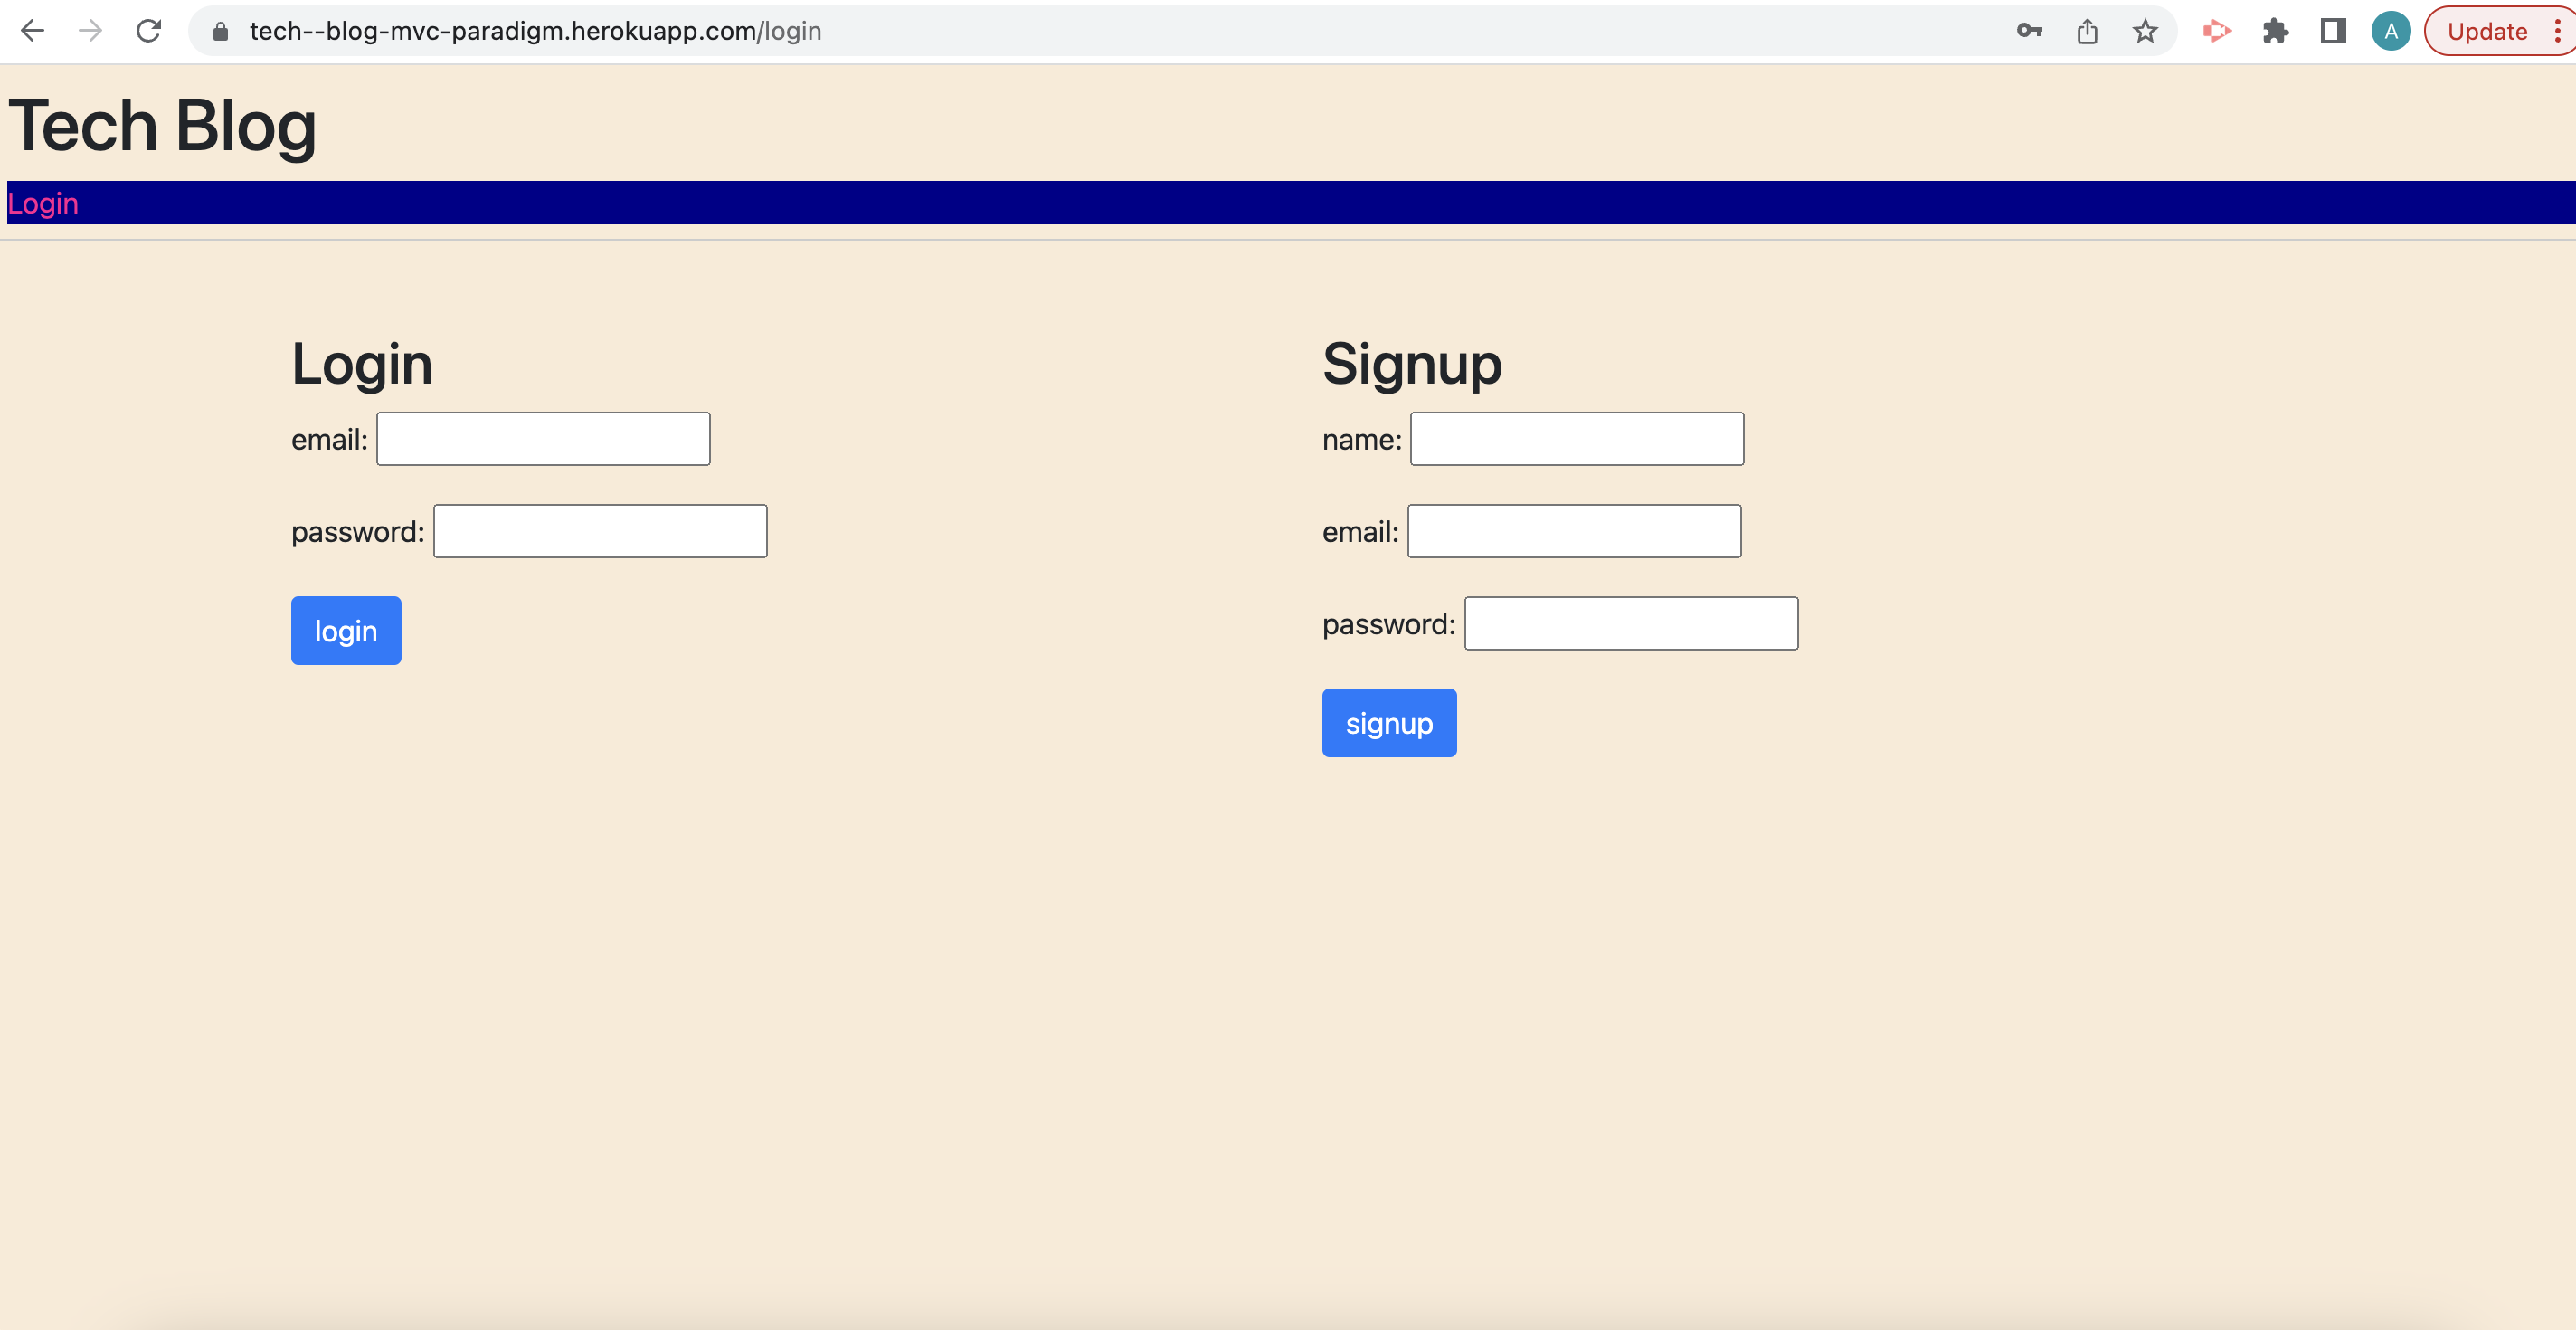 tech--blog-mvc-paradigm.herokuapp.com/login
A
Update
Tech Blog
Login
Login
email:
password:
login
Signup
name:
email:
password:
signup